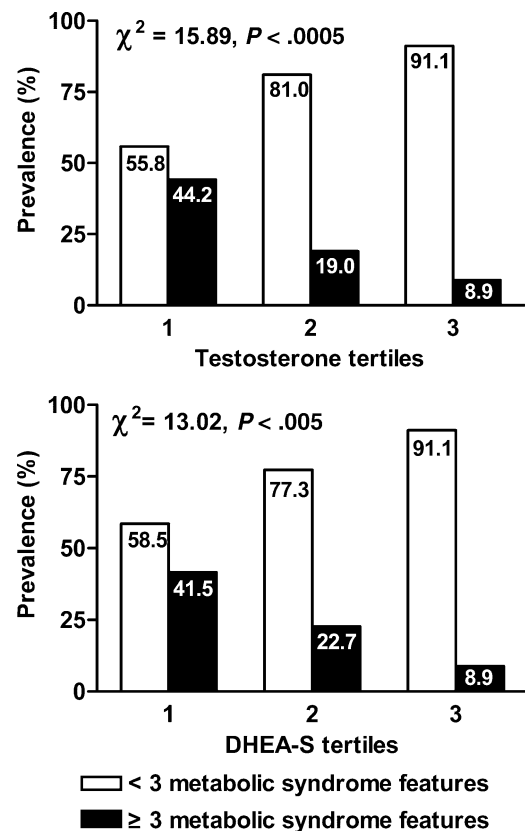 100
χ² = 15.89, P < .0005
91.1
81.0
75
Prevalence (%)
55.8
50
44.2
25
19.0
8.9
0
1 2 3
Testosterone tertiles
100
χ²= 13.02, P < .005
91.1
77.3
75
Prevalence (%)
58.5
50
41.5
25
22.7
8.9
0
1 2 3
DHEA-S tertiles
< 3 metabolic syndrome features
≥ 3 metabolic syndrome features